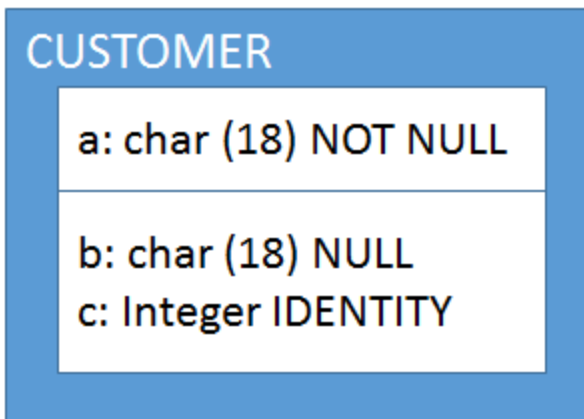 CUSTOMER
a: char (18) NOT NULL
b: char (18) NULL
c: Integer IDENTITY